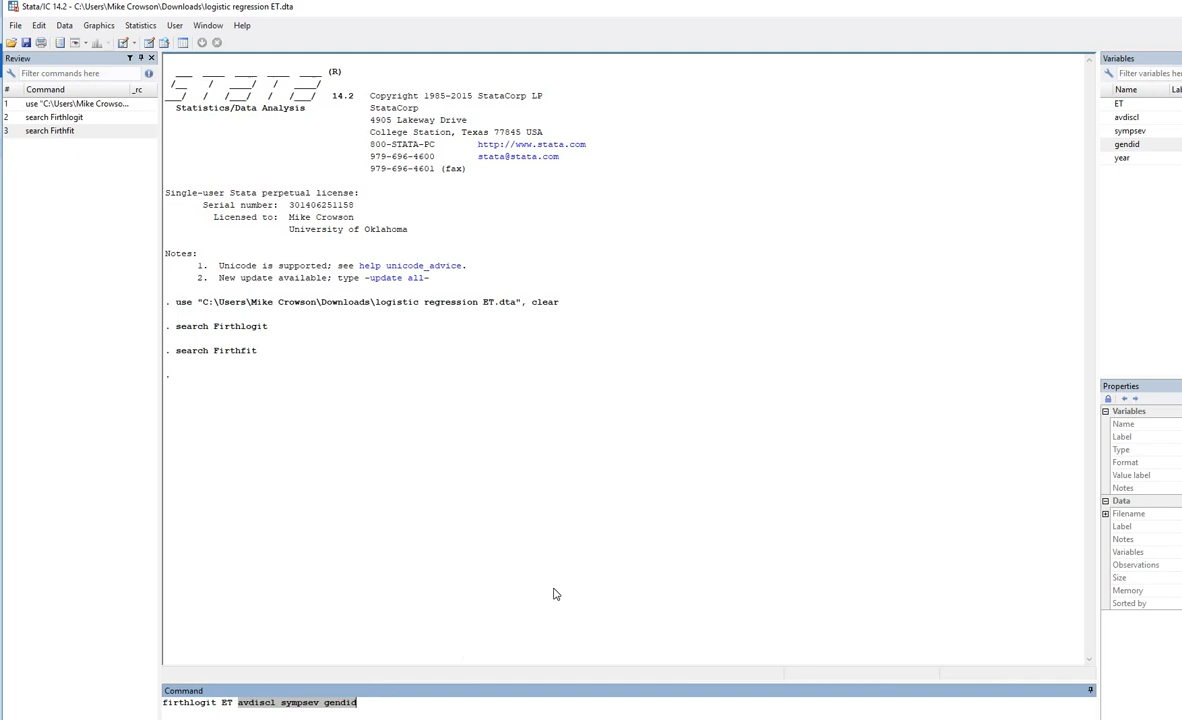 Stata/IC 14.2 - C:\Users\Mike Crowson\Downloads\logistic regression ET.dta
File Edit Data Graphics Statistics User Window Help
Review
Filter commands here
# Command _rc
1 use "C:\Users\Mike Crowso...
2 search Firthlogit
3 search Firthfit
(R)
14.2 Copyright 1985-2015 StataCorp LP
Statistics/Data Analysis StataCorp
4905 Lakeway Drive
College Station, Texas 77845 USA
800-STATA-PC http://www.stata.com
979-696-4600 stata@stata.com
979-696-4601 (fax)
Single-user Stata perpetual license:
Serial number: 301406251158
Licensed to: Mike Crowson
University of Oklahoma
Notes:
1. Unicode is supported; see help unicode_advice.
2. New update available; type -update all-
. use "C:\Users\Mike Crowson\Downloads\logistic regression ET.dta", clear
. search Firthlogit
. search Firthfit
.
Command
firthlogit ET avdiscl sympsev gendid
Variables
Filter variables here
Name
ET
avdiscl
sympsev
gendid
year
Properties
Variables
Name
Label
Type
Format
Value label
Notes
Data
Filename
Label
Notes
Variables
Observations
Size
Memory
Sorted by